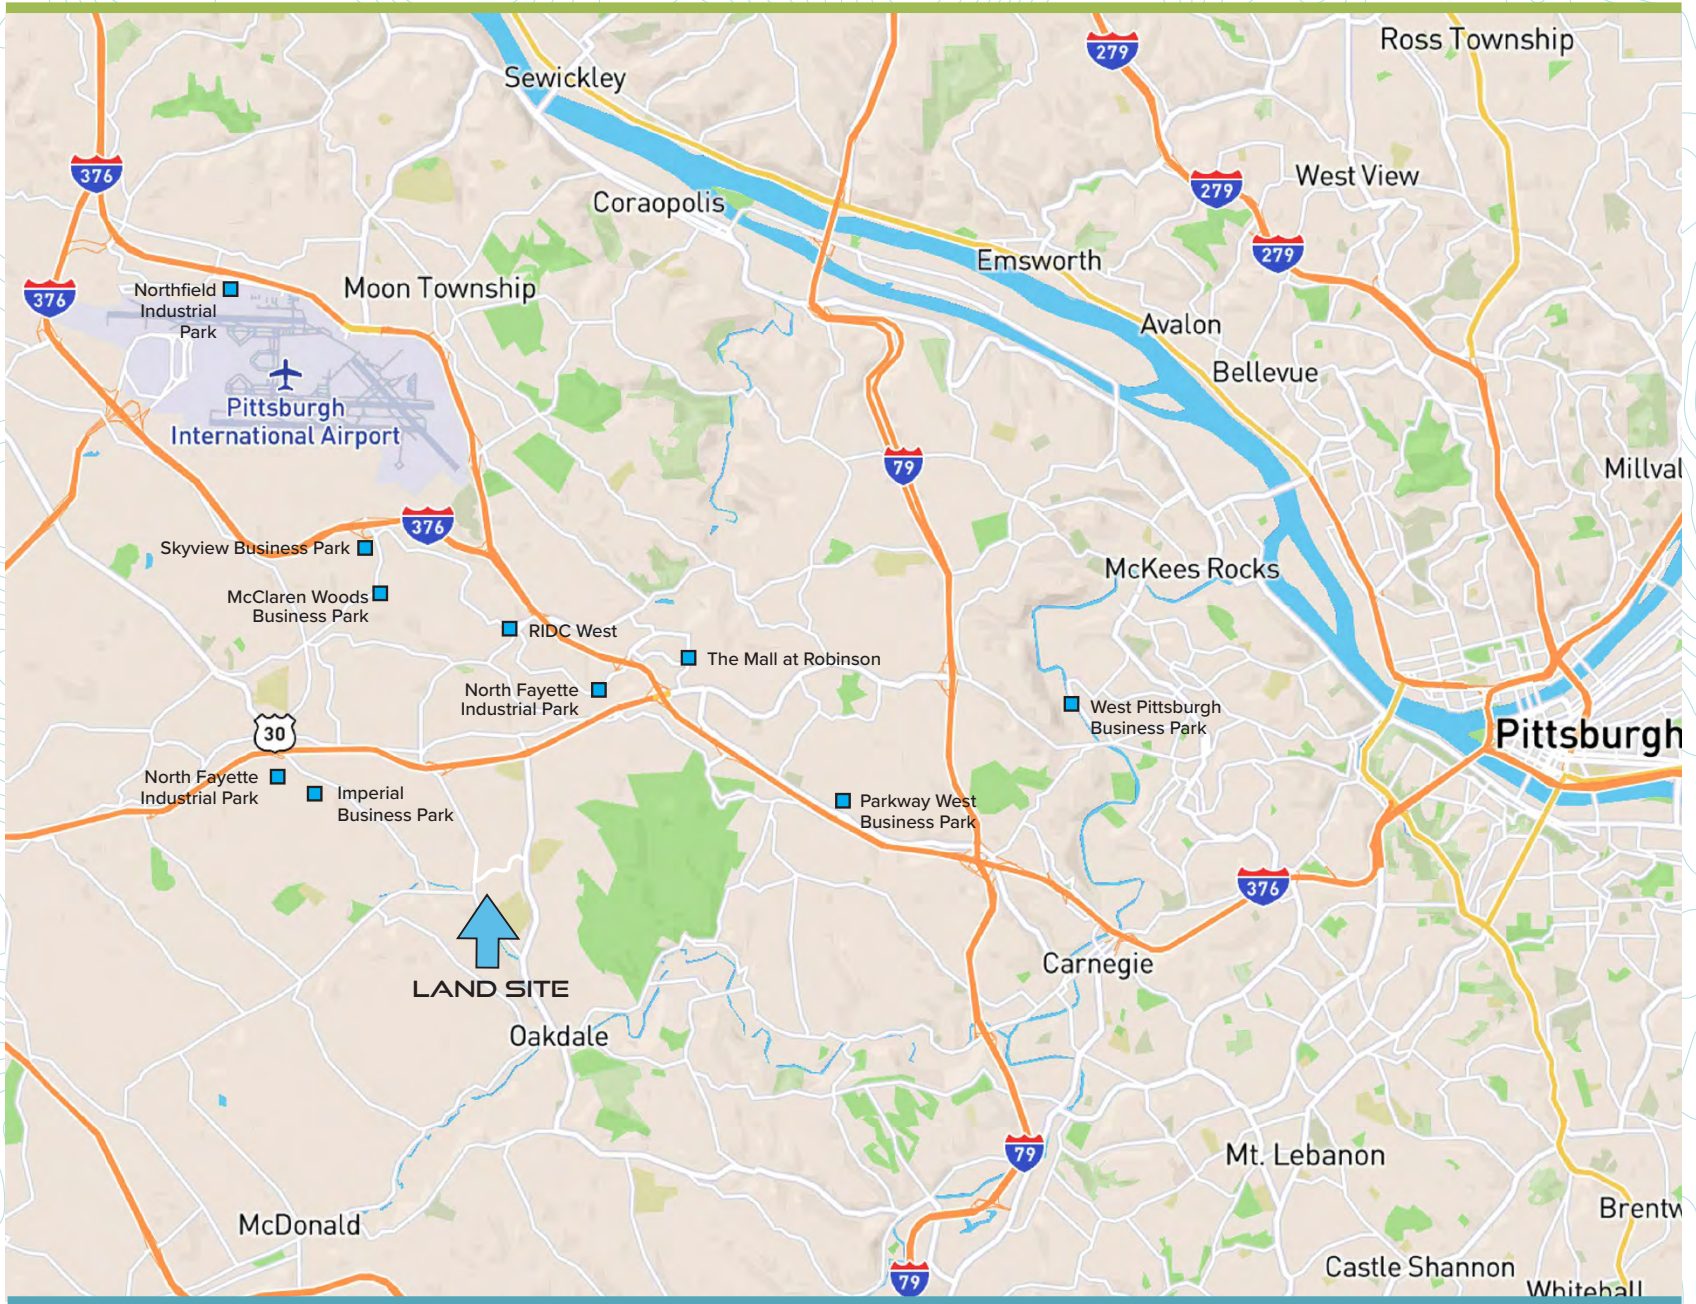 Ross Township
279
Sewickley
376
279
West View
Coraopolis
279
Emsworth
Northfield
Industrial
Park
Moon Township
376
Avalon
Bellevue
Pittsburgh
International Airport
79
Millval
376
Skyview Business Park
McKees Rocks
McClaren Woods
Business Park
RIDC West
The Mall at Robinson
North Fayette
Industrial Park
West Pittsburgh
Business Park
30
Pittsburgh
North Fayette
Industrial Park
Imperial
Business Park
Parkway West
Business Park
376
Carnegie
LAND SITE
Oakdale
79
Mt. Lebanon
McDonald
Brentw
Castle Shannon
79
Whitehall